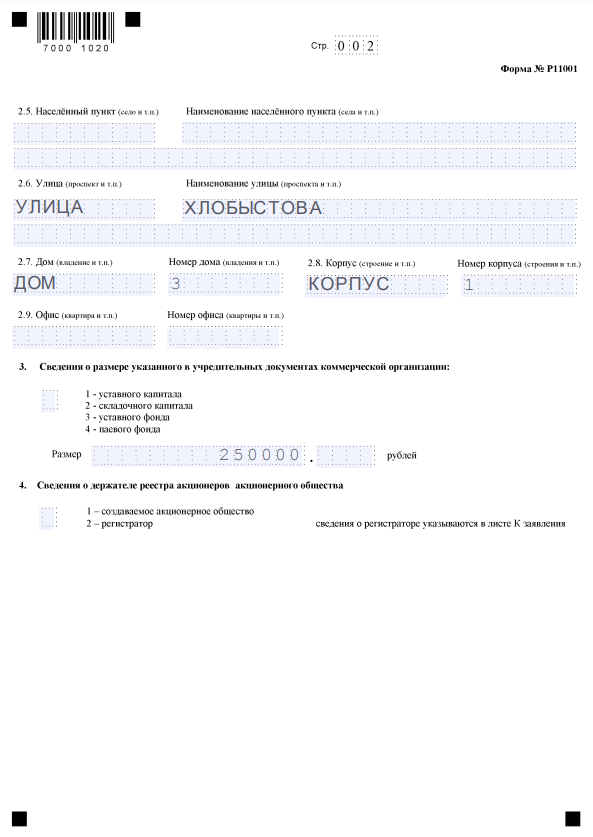 7000 1020
Стр. 002
Форма № Р11001
2.5. Населённый пункт (село и т.п.) Наименование населённого пункта (села и т.п.)
2.6. Улица (проспект и т.п.) Наименование улицы (проспекта и т.п.)
УЛИЦА ХЛОБЫСТОВА
2.7. Дом (владение и т.п.) Номер дома (владения и т.п.) 2.8. Корпус (строение и т.п.) Номер корпуса (строения и т.п.)
ДОМ 3 КОРПУС 1
2.9. Офис (квартира и т.п.) Номер офиса (квартиры и т.п.)
3. Сведения о размере указанного в учредительных документах коммерческой организации:
1 - уставного капитала
2 - складочного капитала
3 - уставного фонда
4 - паевого фонда
Размер 250000 . рублей
4. Сведения о держателе реестра акционеров акционерного общества
1 – создаваемое акционерное общество
2 – регистратор сведения о регистраторе указываются в листе К заявления